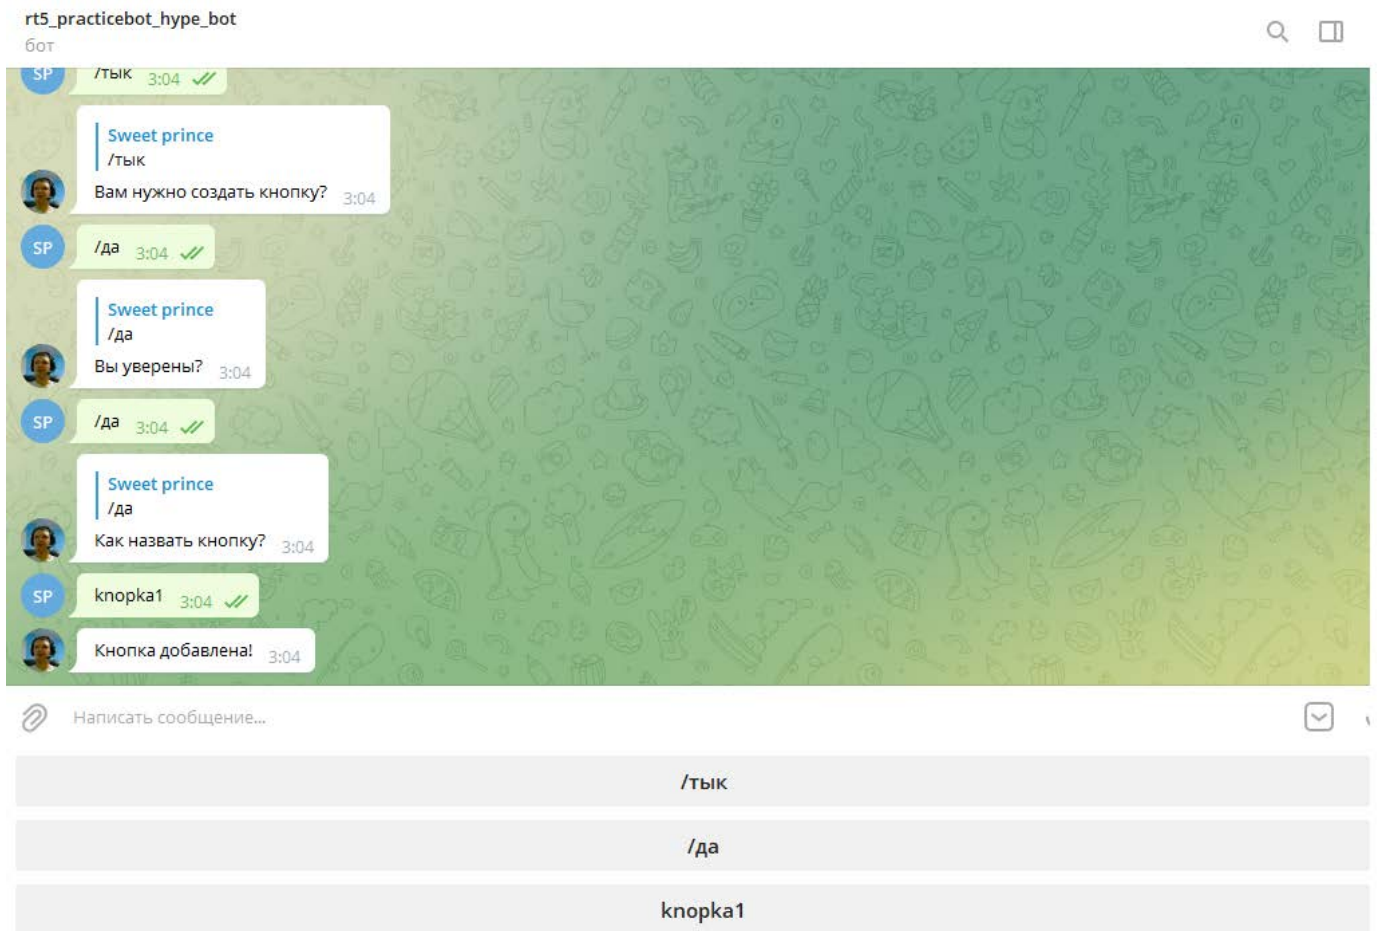 rt5_practicebot_hype_bot
бот
SP
/тык 3:04
Sweet prince
/тык
Вам нужно создать кнопку? 3:04
SP
/да 3:04
Sweet prince
/да
Вы уверены? 3:04
SP
/да 3:04
Sweet prince
/да
Как назвать кнопку? 3:04
SP
knopka1 3:04
Кнопка добавлена! 3:04
Написать сообщение...
/тык
/да
knopka1